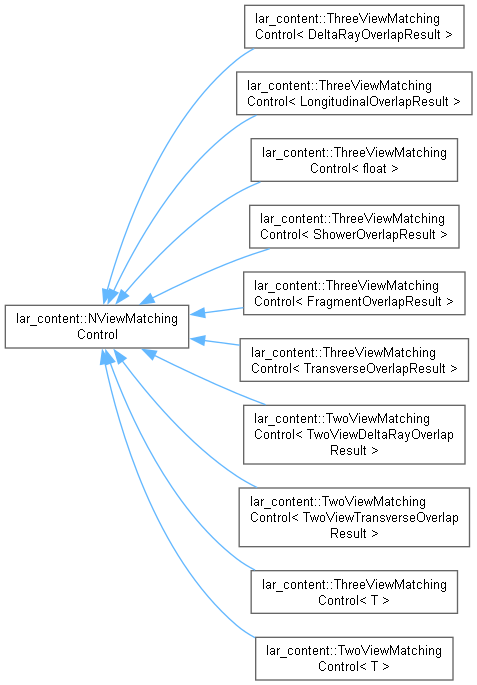 lar_content::ThreeViewMatching
Control< DeltaRayOverlapResult >
lar_content::ThreeViewMatching
Control< LongitudinalOverlapResult >
lar_content::ThreeViewMatching
Control< float >
lar_content::ThreeViewMatching
Control< ShowerOverlapResult >
lar_content::ThreeViewMatching
Control< FragmentOverlapResult >
lar_content::NViewMatching
Control
lar_content::ThreeViewMatching
Control< TransverseOverlapResult >
lar_content::TwoViewMatching
Control< TwoViewDeltaRayOverlap
Result >
lar_content::TwoViewMatching
Control< TwoViewTransverseOverlap
Result >
lar_content::ThreeViewMatching
Control< T >
lar_content::TwoViewMatching
Control< T >